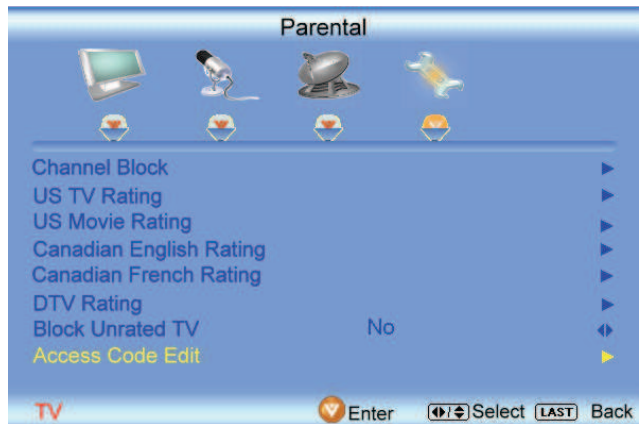 Parental
Channel Block
US TV Rating
US Movie Rating
Canadian English Rating
Canadian French Rating
DTV Rating
Block Unrated TV No
Access Code Edit
TV Enter Select LAST Back